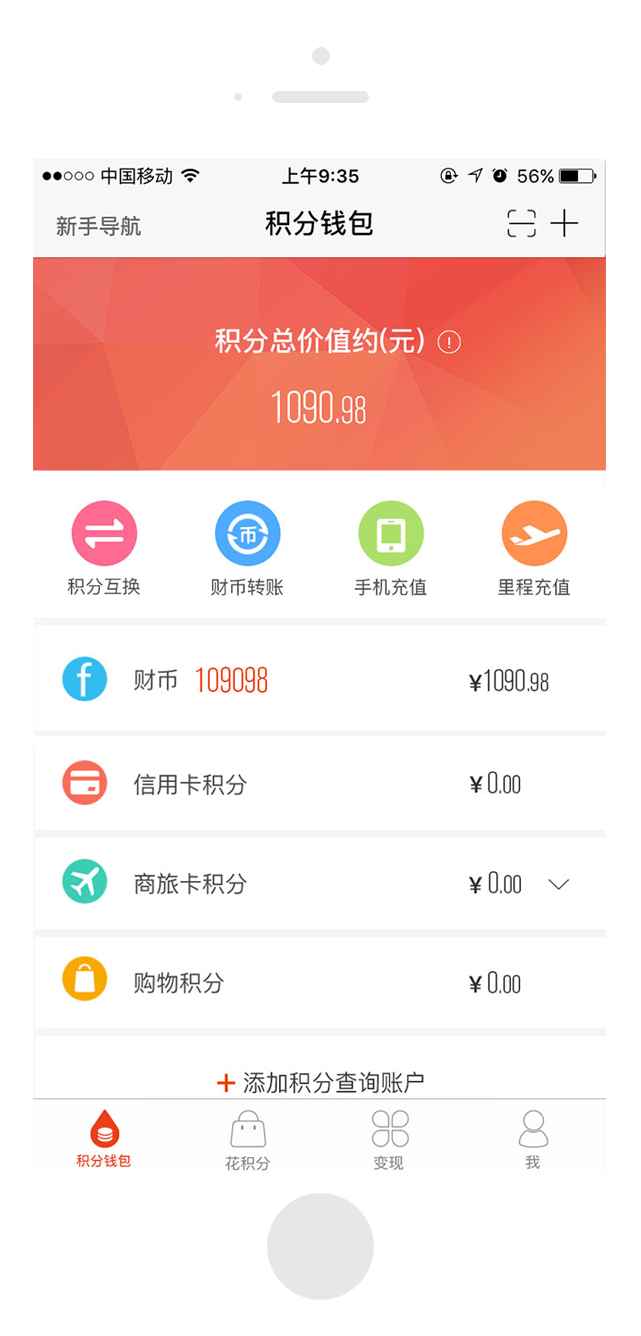 中国移动 上午9:35 56%
新手导航 积分钱包
积分总价值约(元)
1090.98
积分互换 财币转账 手机充值 里程充值
财币 109098 ¥1090.98
信用卡积分 ¥0.00
商旅卡积分 ¥0.00
购物积分 ¥0.00
+ 添加积分查询账户
积分钱包 花积分 变现 我